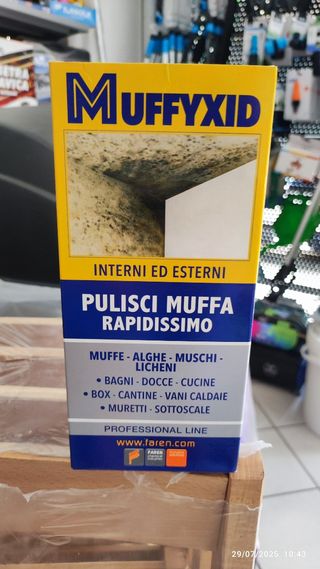 MUFFYXID
INTERNI ED ESTERNI
PULISCI MUFFA
RAPIDISSIMO
MUFFE - ALGHE - MUSCHI -
LICHENI
• BAGNI - DOCCE - CUCINE
• BOX - CANTINE - VANI CALDAIE
• MURETTI - SOTTOSCALE
PROFESSIONAL LINE
www.faren.com
FAREN
29/07/2025 10:43